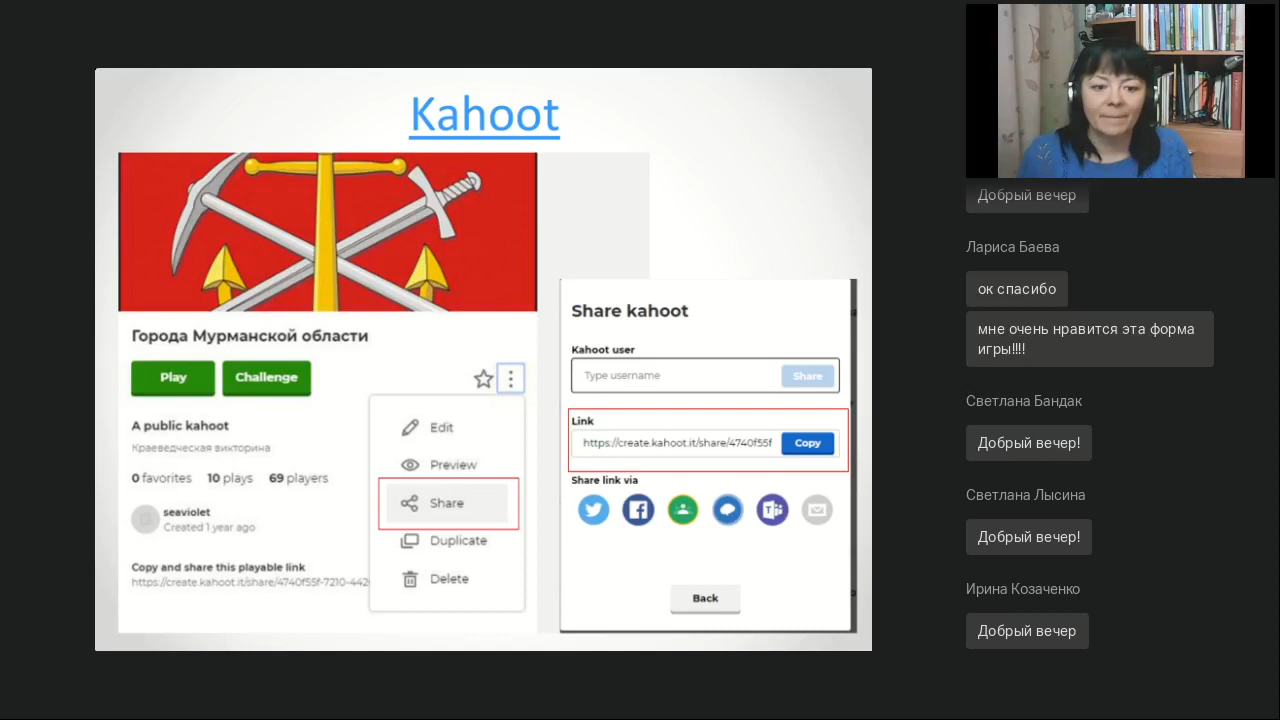 Kahoot
Города Мурманской области
Play
Challenge
A public kahoot
Краеведческая викторина
0 favorites 10 plays 69 players
seaviolet
Created 1 year ago
Copy and share this playable link
https://create.kahoot.it/share/4740f55f-7210-442
Edit
Preview
Share
Duplicate
Delete
Share kahoot
Kahoot user
Type username
Share
Link
https://create.kahoot.it/share/4740f55f
Copy
Share link via
Back
Добрый вечер
Лариса Баева
ок спасибо
мне очень нравится эта форма
игры!!!!
Светлана Бандак
Добрый вечер!
Светлана Лысина
Добрый вечер!
Ирина Козаченко
Добрый вечер